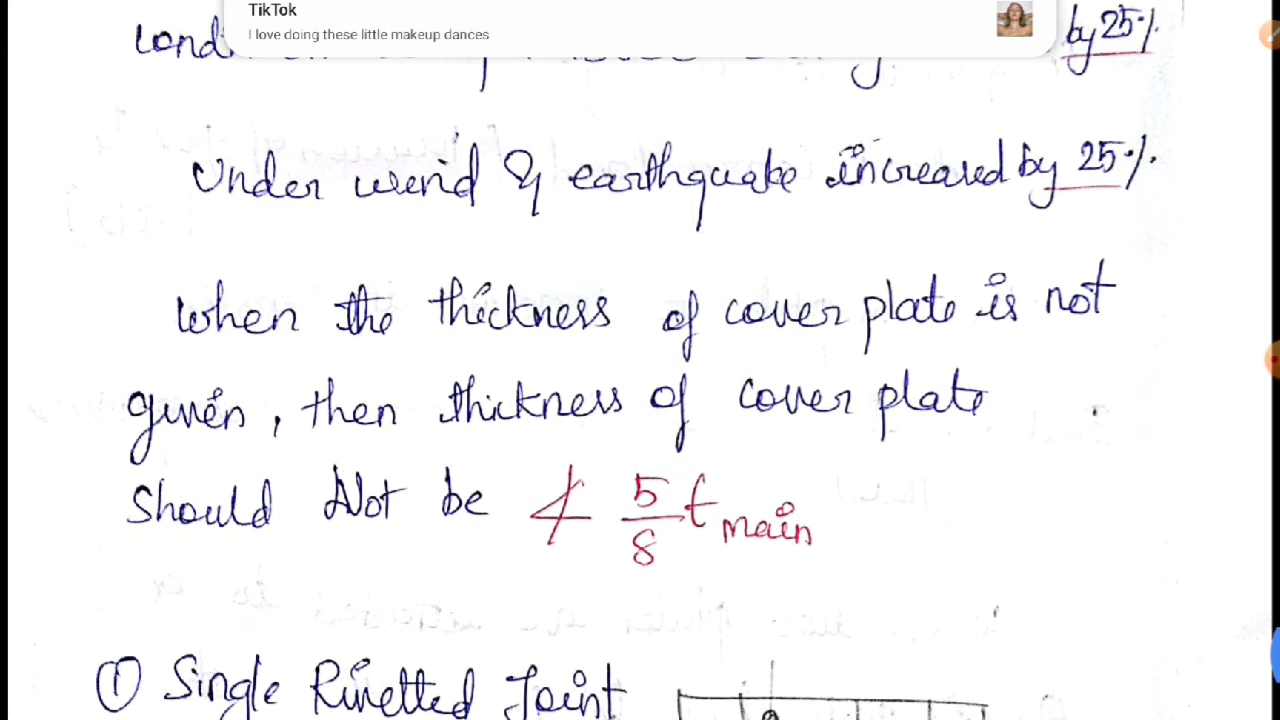 TikTok
I love doing these little makeup dances
by 25%
Under wind & earthquake increased by 25%.
When the thickness of cover plate is not
given, then thickness of cover plate
Should Not be ≮ 5/8 t main
① Single Rivetted Joint